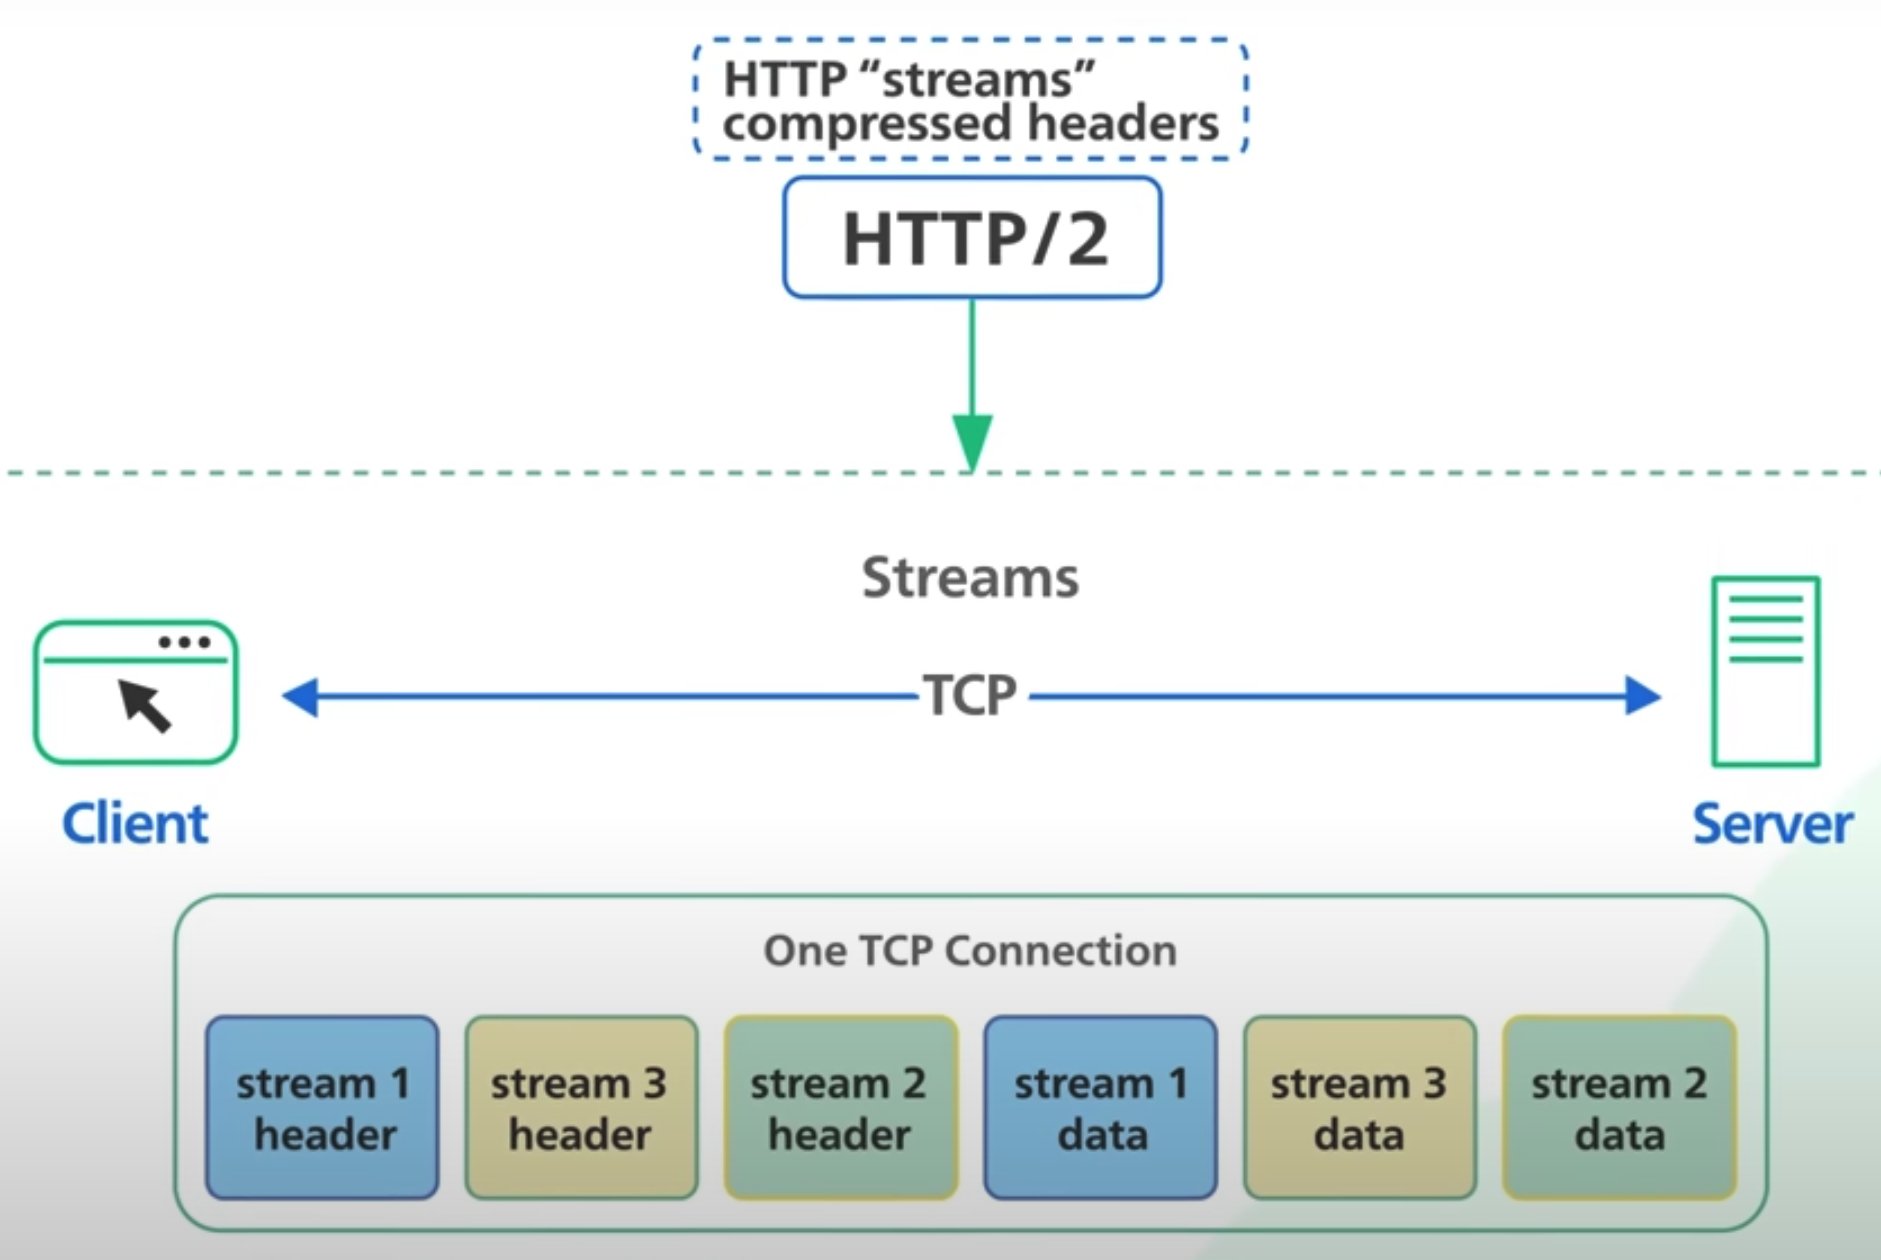 HTTP “streams”
compressed headers
HTTP/2
Streams
TCP
Client
Server
One TCP Connection
stream 1
header
stream 3
header
stream 2
header
stream 1
data
stream 3
data
stream 2
data